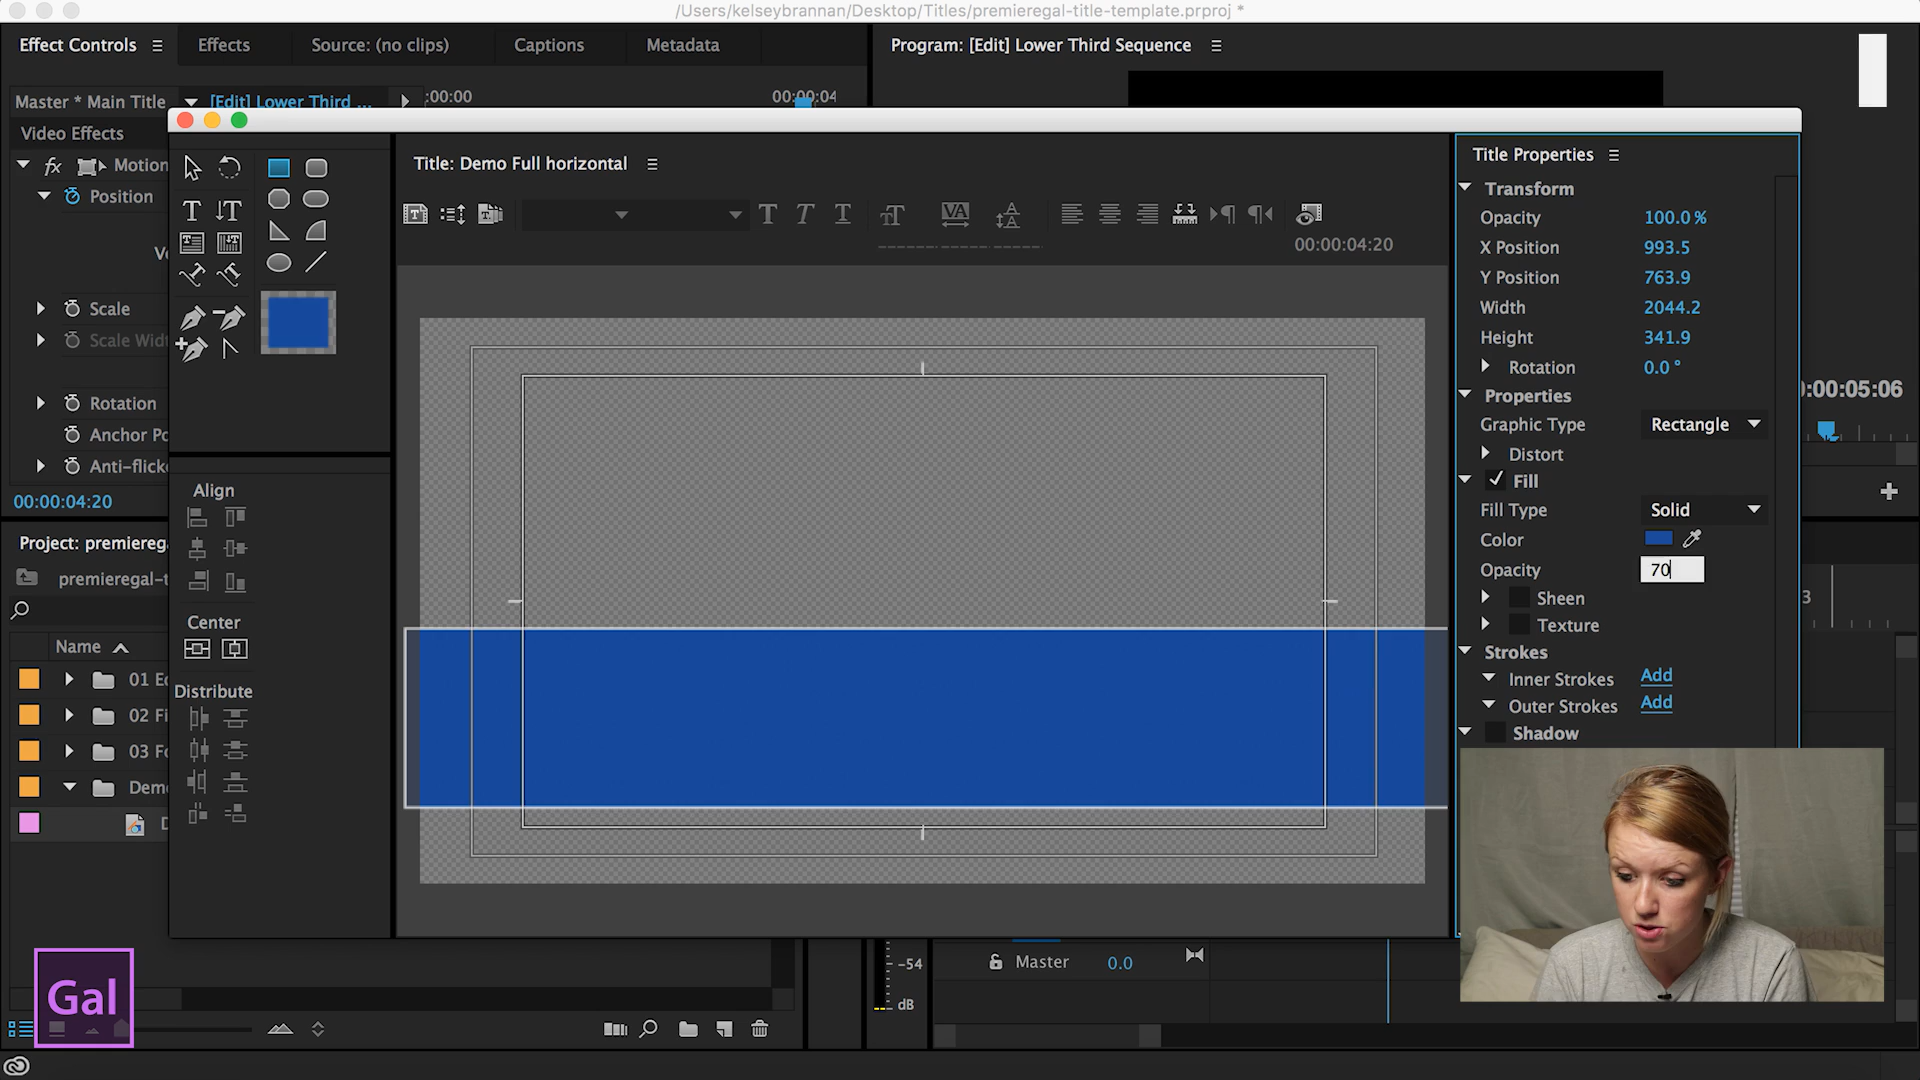 /Users/kelseybrannan/Desktop/Titles/premieregal-title-template.prproj *
Effect Controls
Effects
Source: (no clips)
Captions
Metadata
Program: [Edit] Lower Third Sequence
Master * Main Title
[Edit] Lower Third ...
:00:00
00:00:04
Video Effects
fx
Motion
Position
Scale
Rotation
00:00:04:20
Title: Demo Full horizontal
00:00:04:20
Align
Center
Distribute
Title Properties
Transform
Opacity 100.0 %
X Position 993.5
Y Position 763.9
Width 2044.2
Height 341.9
Rotation 0.0 °
Properties
Graphic Type Rectangle
Distort
Fill
Fill Type Solid
Color
Opacity 70
Sheen
Texture
Strokes
Inner Strokes Add
Outer Strokes Add
Shadow
:00:05:06
Name
01
02
03
-54
dB
Master 0.0
Gal